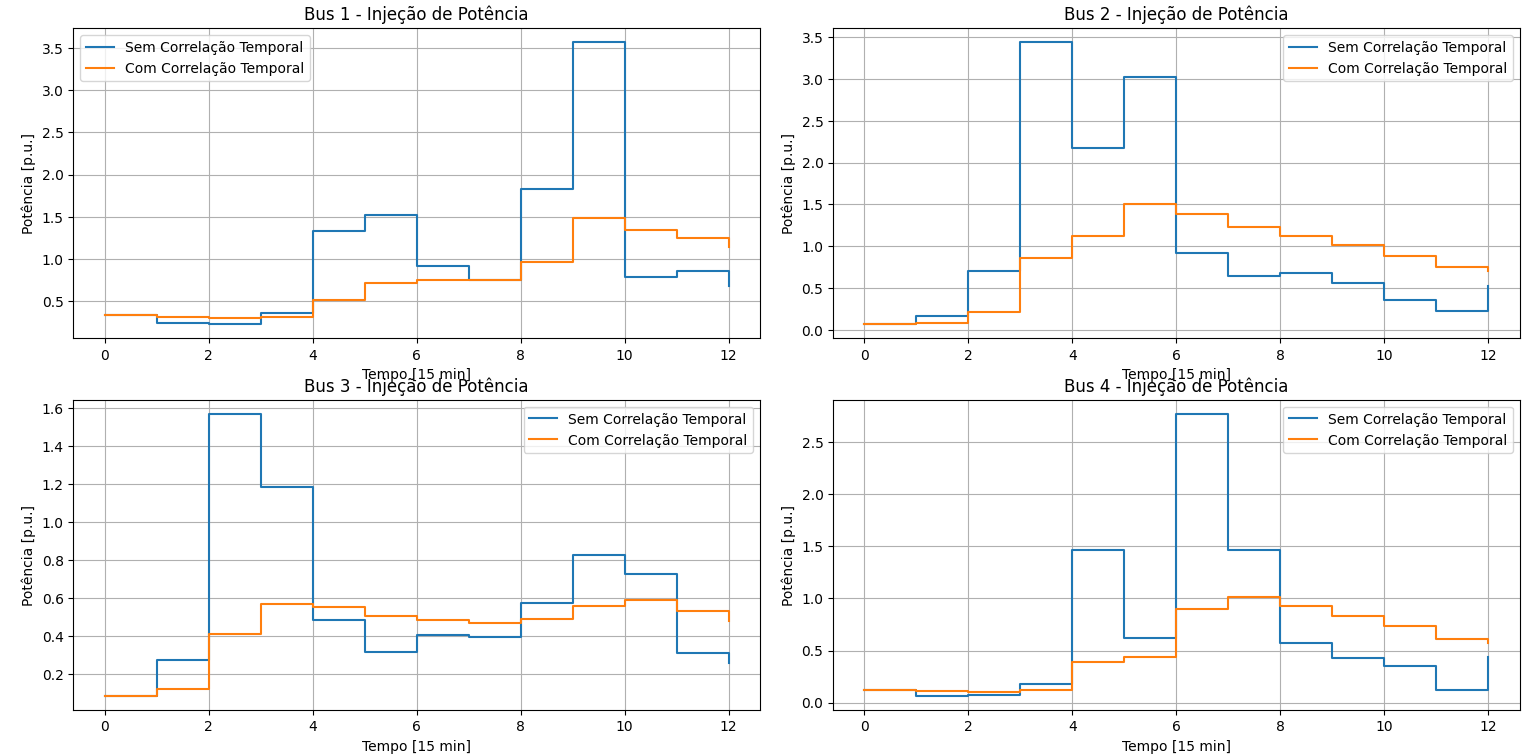 Bus 1 - Injeção de Potência
Potência [p.u.]
3.5
3.0
2.5
2.0
1.5
1.0
0.5
Sem Correlação Temporal
Com Correlação Temporal
0 2 4 6 8 10 12
Tempo [15 min]
Bus 2 - Injeção de Potência
Potência [p.u.]
3.5
3.0
2.5
2.0
1.5
1.0
0.5
0.0
Sem Correlação Temporal
Com Correlação Temporal
0 2 4 6 8 10 12
Tempo [15 min]
Bus 3 - Injeção de Potência
Potência [p.u.]
1.6
1.4
1.2
1.0
0.8
0.6
0.4
0.2
Sem Correlação Temporal
Com Correlação Temporal
0 2 4 6 8 10 12
Tempo [15 min]
Bus 4 - Injeção de Potência
Potência [p.u.]
2.5
2.0
1.5
1.0
0.5
0.0
Sem Correlação Temporal
Com Correlação Temporal
0 2 4 6 8 10 12
Tempo [15 min]